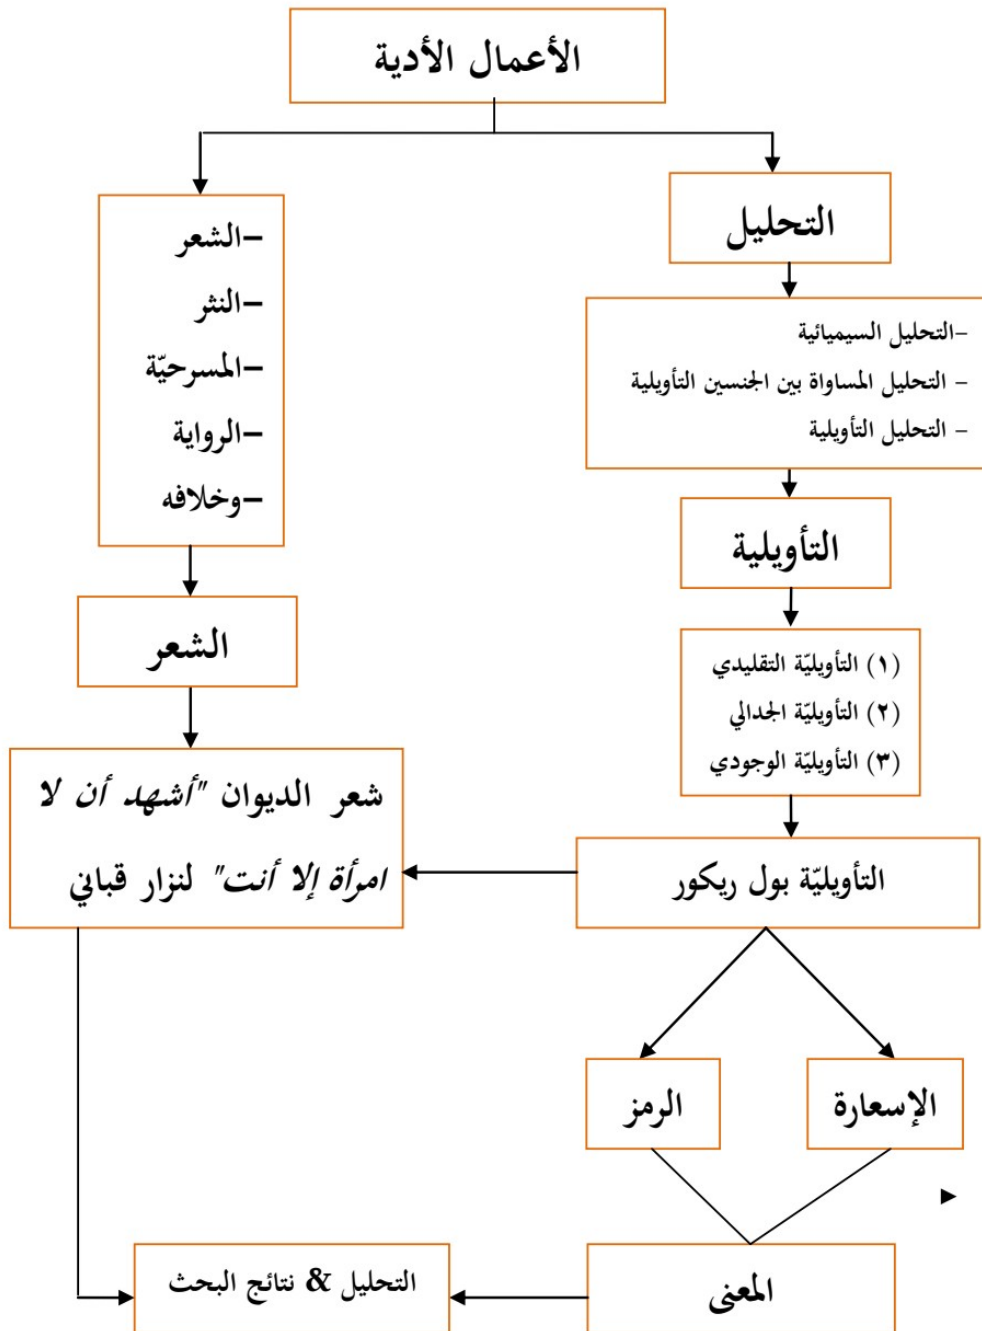 الأعمال الأدية
التحليل
–التحليل السيميائية
– التحليل المساواة بين الجنسين التأويلية
– التحليل التأويلية
التأويلية
(١) التأويليّة التقليدي
(٢) التأويليّة الجدالي
(٣) التأويليّة الوجودي
التأويليّة بول ريكور
الإسعارة
الرمز
المعنى
–الشعر
–النثر
–المسرحيّة
–الرواية
–وخلافه
الشعر
شعر الديوان "أشهد أن لا
امرأة إلا أنت" لنزار قباني
التحليل & نتائج البحث